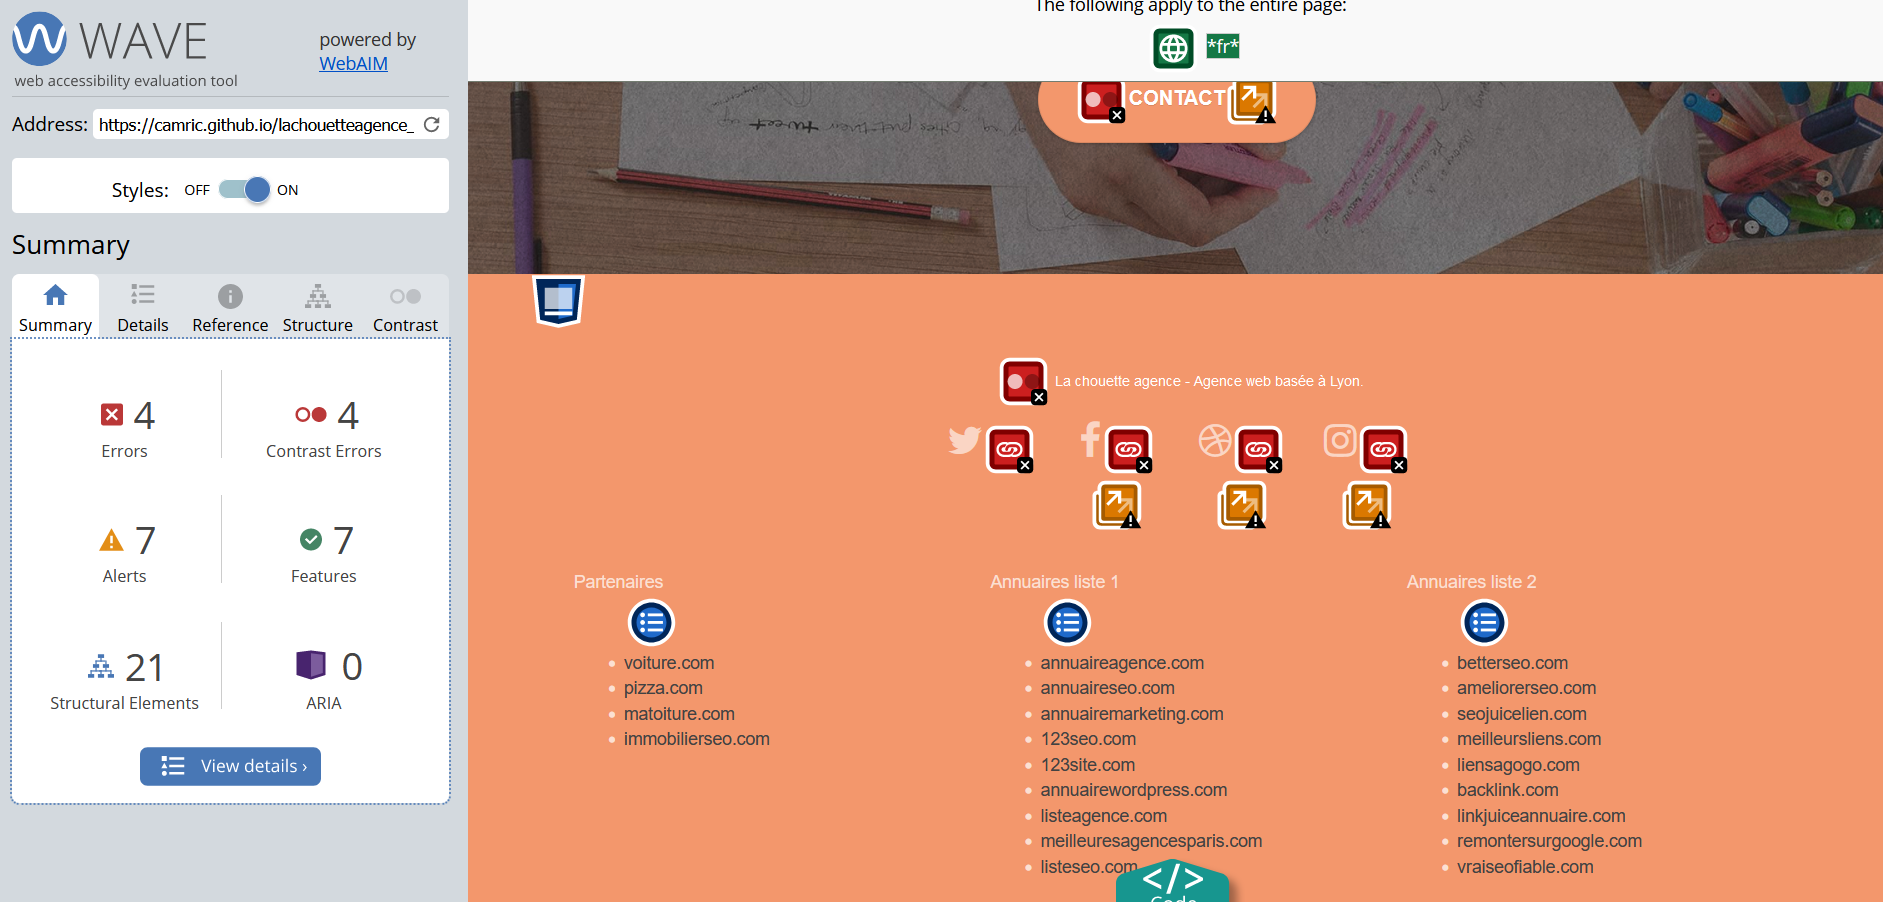 WAVE
powered by
WebAIM
web accessibility evaluation tool
Address: https://camric.github.io/lachouetteagence_
Styles: OFF ON
Summary
Summary Details Reference Structure Contrast
4 4
Errors Contrast Errors
7 7
Alerts Features
21 0
Structural Elements ARIA
View details ›
The following apply to the entire page:
*fr*
CONTACT
tweet
La chouette agence - Agence web basée à Lyon.
Partenaires
voiture.com
pizza.com
matoiture.com
immobilierseo.com
Annuaires liste 1
annuaireagence.com
annuaireseo.com
annuairemarketing.com
123seo.com
123site.com
annuairewordpress.com
listeagence.com
meilleuresagencesparis.com
listeseo.com
Annuaires liste 2
betterseo.com
ameliorerseo.com
seojuicelien.com
meilleursliens.com
liensagogo.com
backlink.com
linkjuiceannuaire.com
remontersurgoogle.com
vraiseofiable.com
</> Code